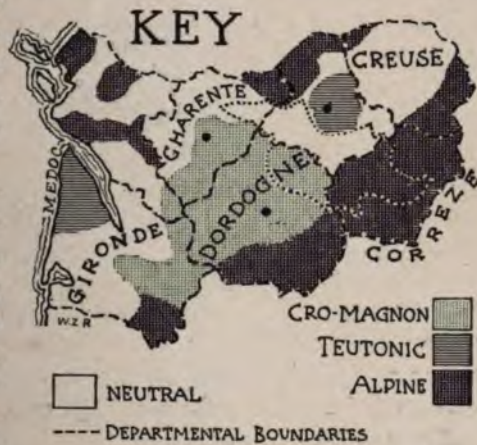 KEY
CREUSE
CHARENTE
MEDOC
DORDOGNE
GIRONDE
CORREZE
W.Z.R
CRO-MAGNON
TEUTONIC
ALPINE
NEUTRAL
DEPARTMENTAL BOUNDARIES